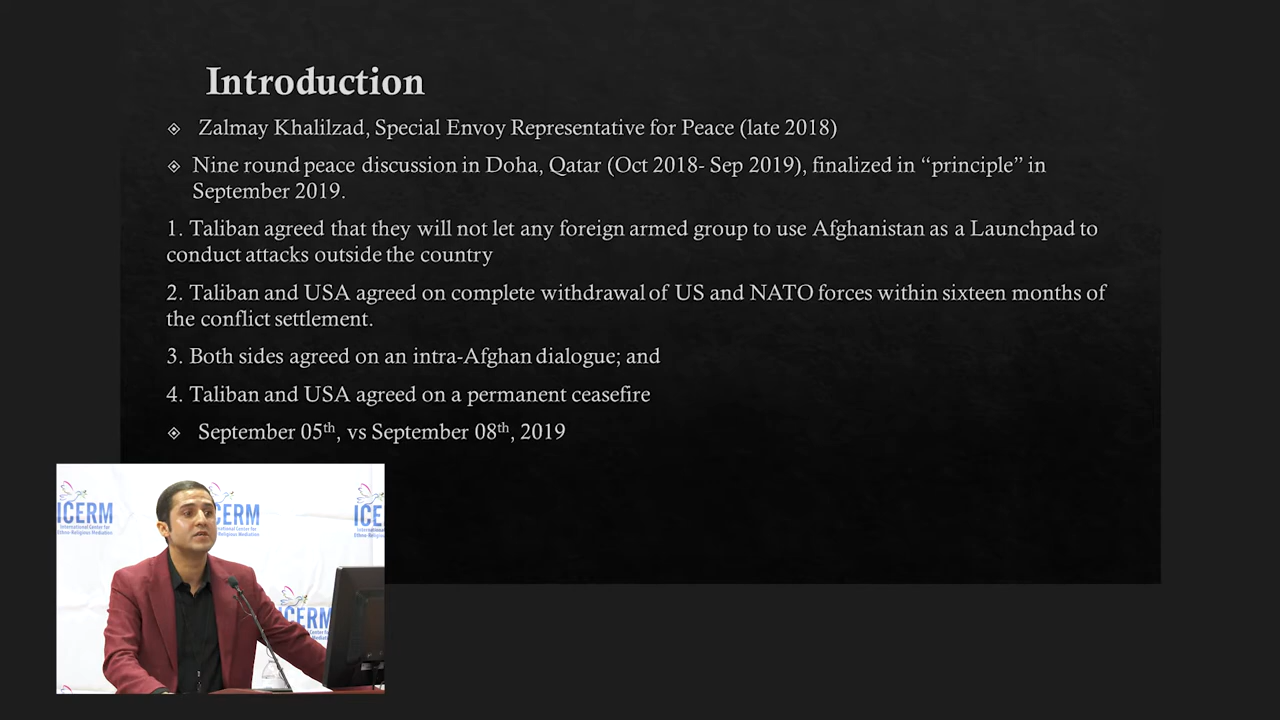 Introduction
Zalmay Khalilzad, Special Envoy Representative for Peace (late 2018)
Nine round peace discussion in Doha, Qatar (Oct 2018- Sep 2019), finalized in “principle” in
September 2019.
1. Taliban agreed that they will not let any foreign armed group to use Afghanistan as a Launchpad to
conduct attacks outside the country
2. Taliban and USA agreed on complete withdrawal of US and NATO forces within sixteen months of
the conflict settlement.
3. Both sides agreed on an intra-Afghan dialogue; and
4. Taliban and USA agreed on a permanent ceasefire
September 05th, vs September 08th, 2019
ICERM
International Center for
Ethno-Religious Mediation
CERM
ICE
ICERM